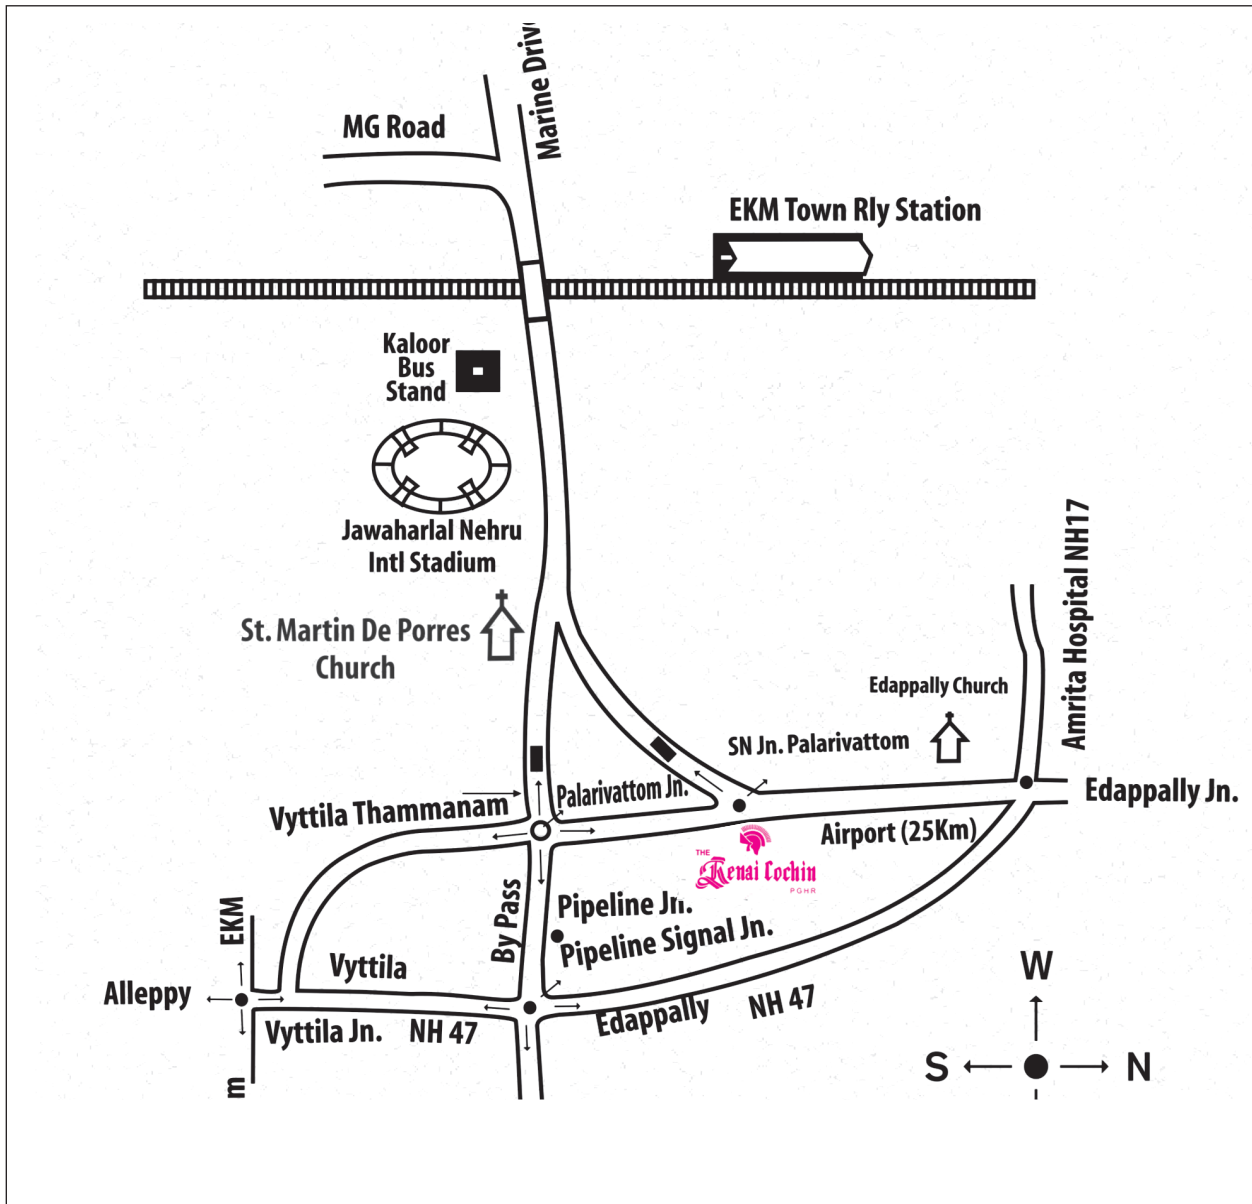 Marine Drive
MG Road
EKM Town Rly Station
Kaloor
Bus
Stand
Jawaharlal Nehru
Intl Stadium
St. Martin De Porres
Church
Amrita Hospital NH17
Edappally Church
SN Jn. Palarivattom
Vyttila Thammanam
Palarivattom Jn.
Edappally Jn.
Airport (25Km)
THE
Renai Cochin
PGHR
By Pass
Pipeline Jn.
Pipeline Signal Jn.
EKM
Vyttila
Alleppy
Vyttila Jn.
NH 47
Edappally
NH 47
W
S
N
m